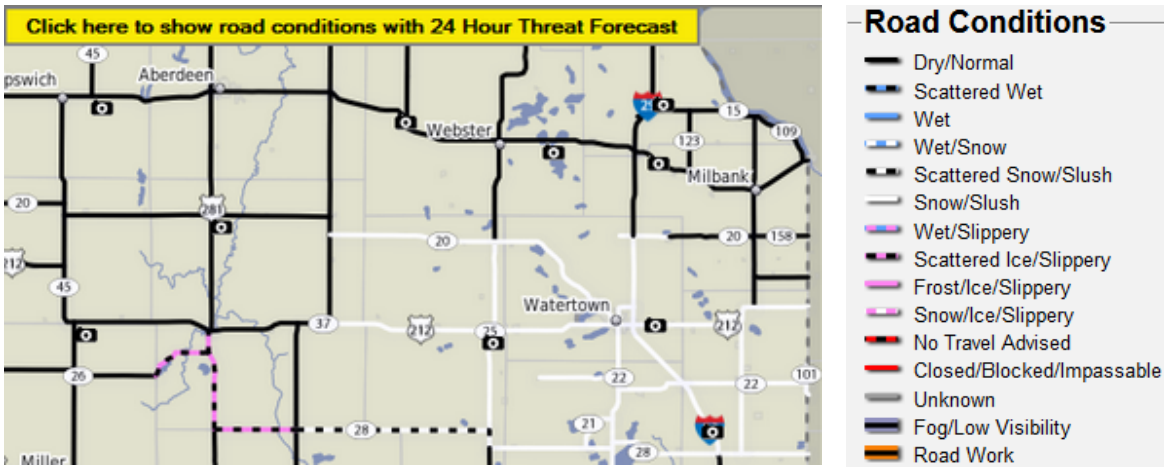 Click here to show road conditions with 24 Hour Threat Forecast
45
pswich
Aberdeen
Webster
29
15
109
123
Milbank
20
281
20
20
158
212
45
Watertown
37
212
25
212
26
22
22
101
21
28
28
Miller
Road Conditions
Dry/Normal
Scattered Wet
Wet
Wet/Snow
Scattered Snow/Slush
Snow/Slush
Wet/Slippery
Scattered Ice/Slippery
Frost/Ice/Slippery
Snow/Ice/Slippery
No Travel Advised
Closed/Blocked/Impassable
Unknown
Fog/Low Visibility
Road Work